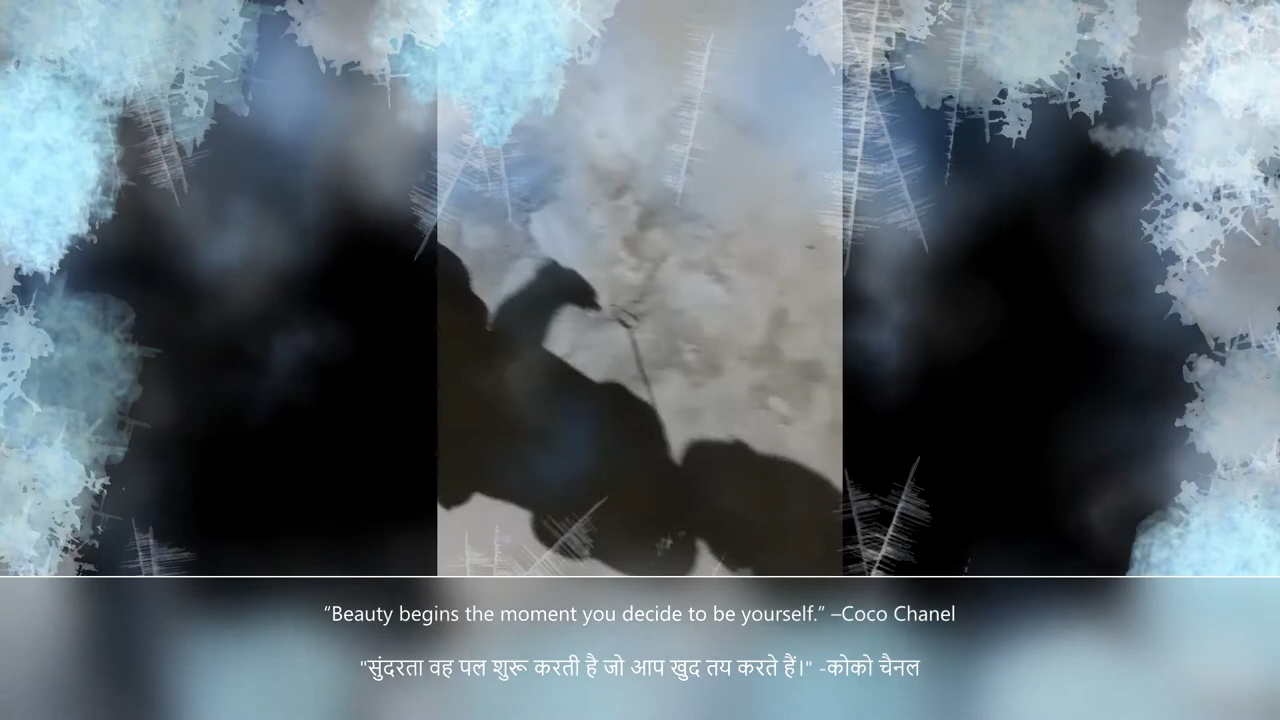 “Beauty begins the moment you decide to be yourself.” –Coco Chanel
"सुंदरता वह पल शुरू करती है जो आप खुद तय करते हैं।" -कोको चैनल